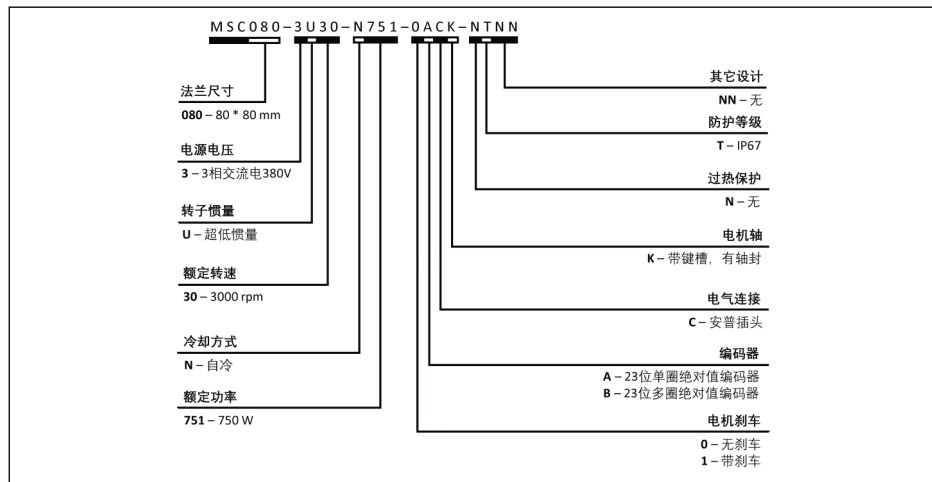 MSC080-3U30-N751-0ACK-NTNN
法兰尺寸
080 – 80 * 80 mm
电源电压
3 – 3相交流电380V
转子惯量
U – 超低惯量
额定转速
30 – 3000 rpm
冷却方式
N – 自冷
额定功率
751 – 750 W
其它设计
NN – 无
防护等级
T – IP67
过热保护
N – 无
电机轴
K – 带键槽，有轴封
电气连接
C – 安普插头
编码器
A – 23位单圈绝对值编码器
B – 23位多圈绝对值编码器
电机刹车
0 – 无刹车
1 – 带刹车